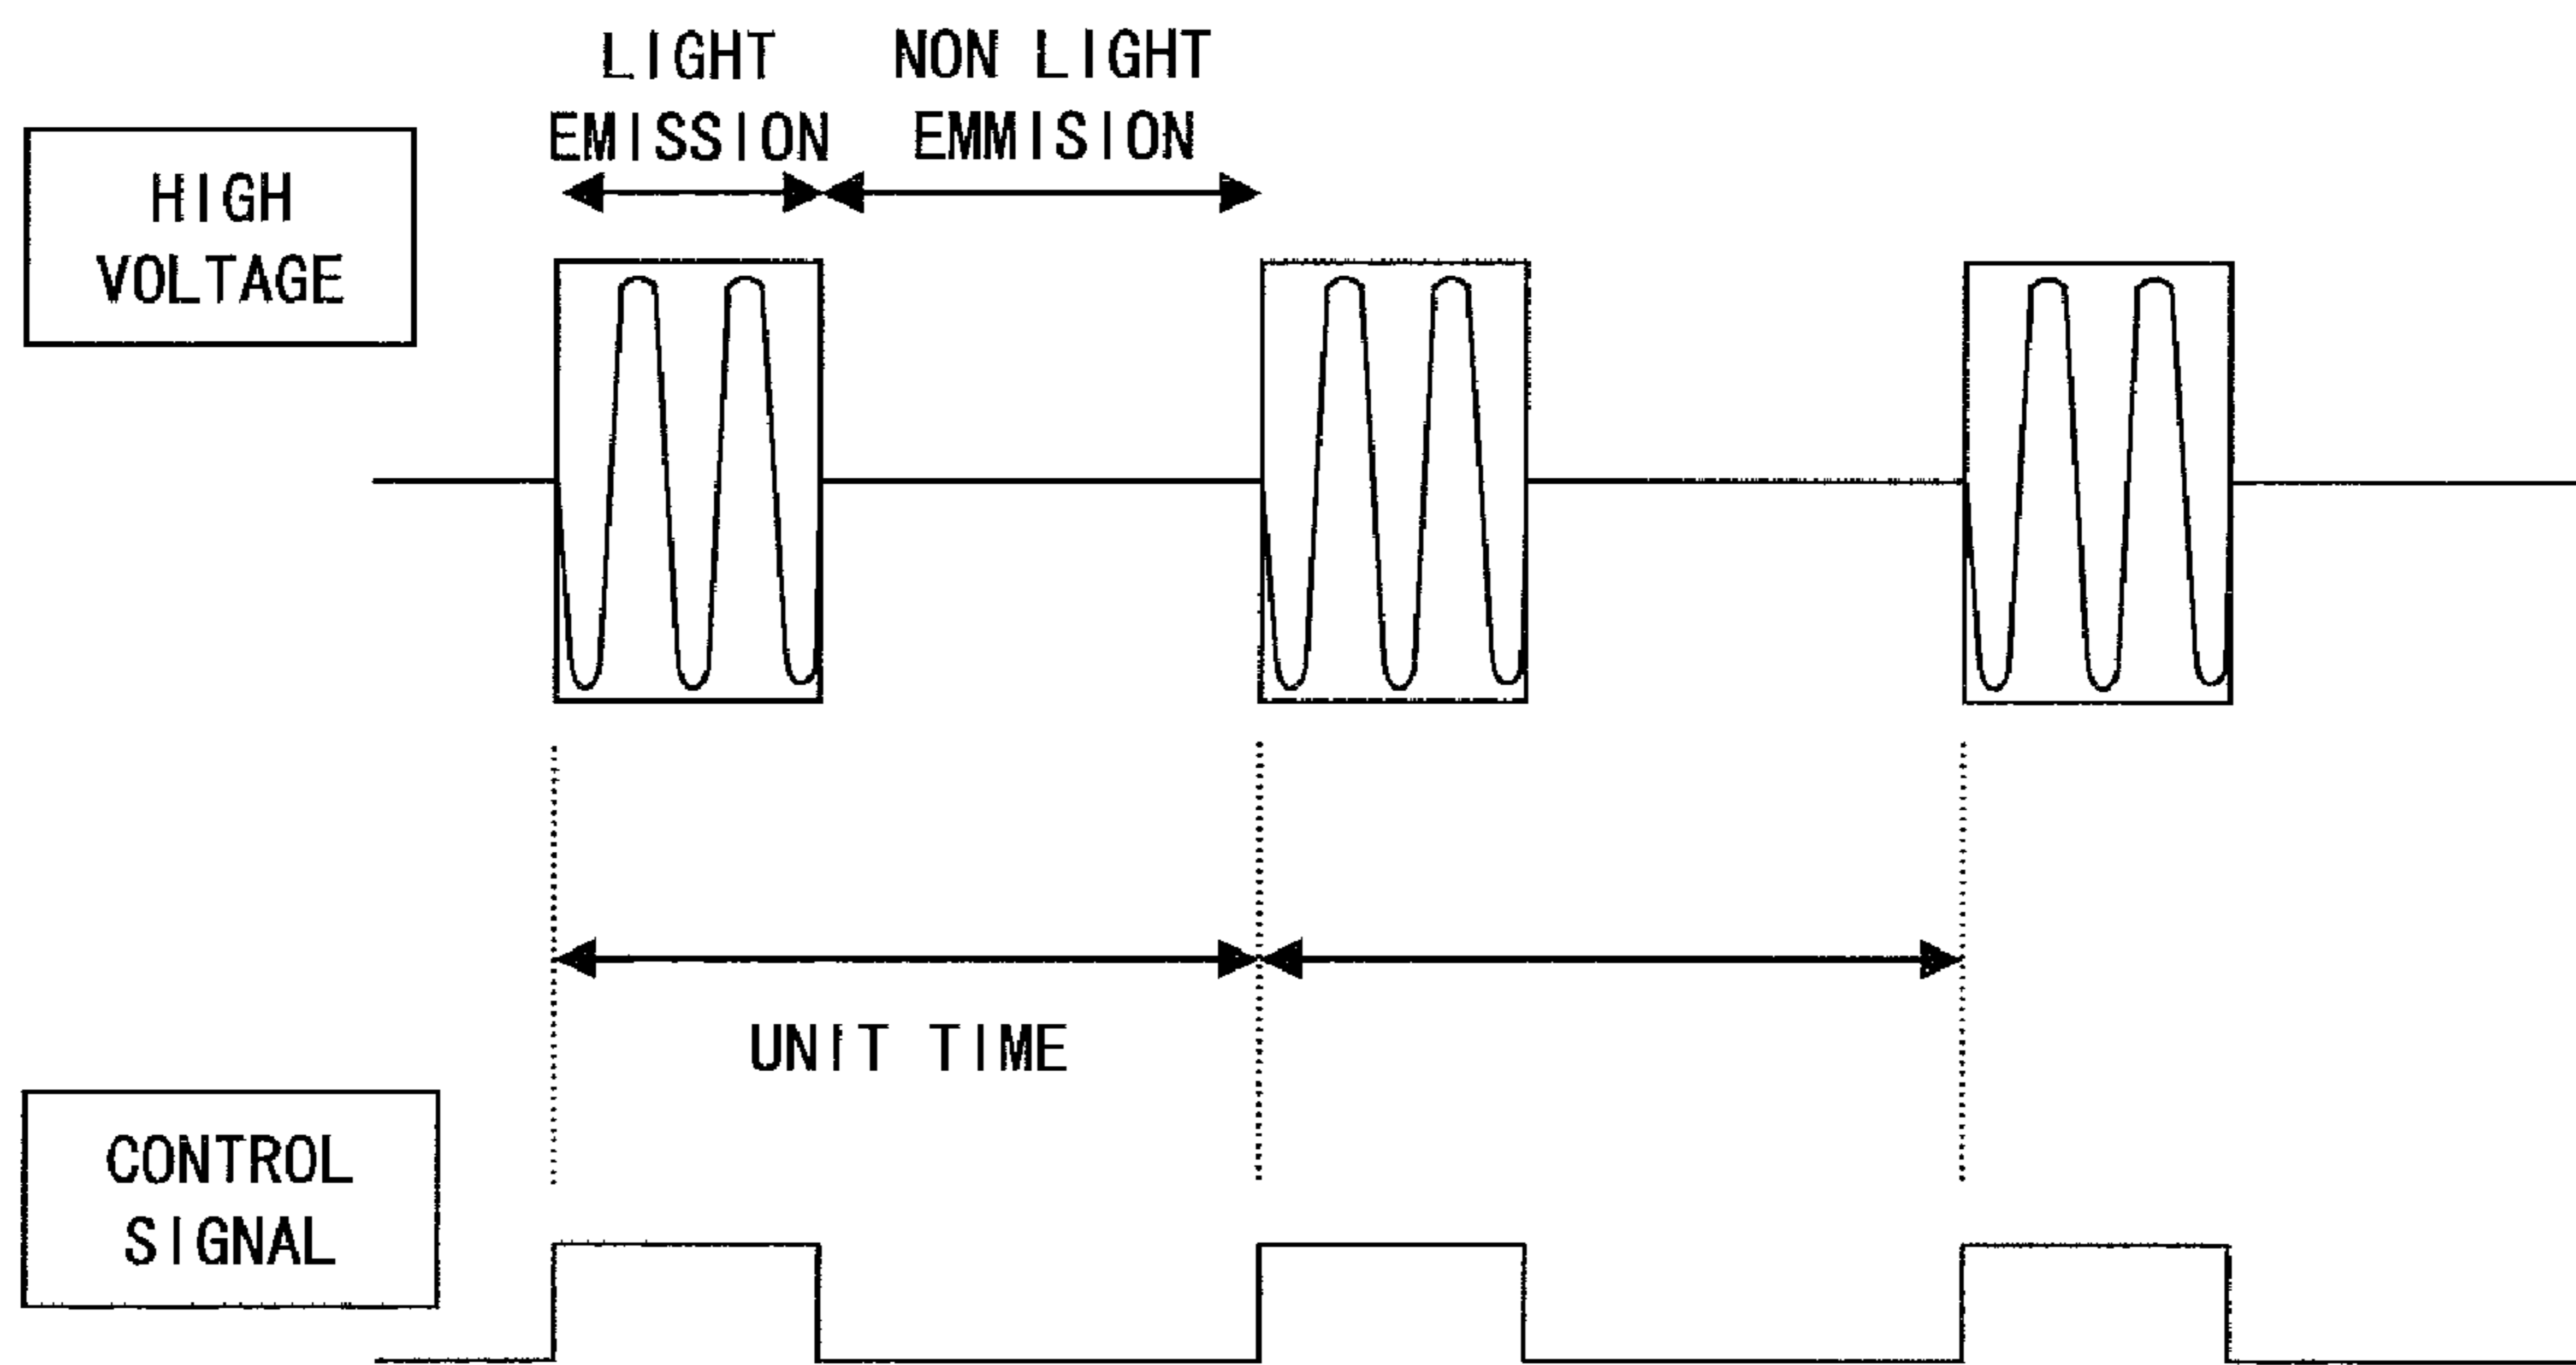 LIGHT
EMISSION
NON LIGHT
EMMISION
HIGH
VOLTAGE
UNIT TIME
CONTROL
SIGNAL